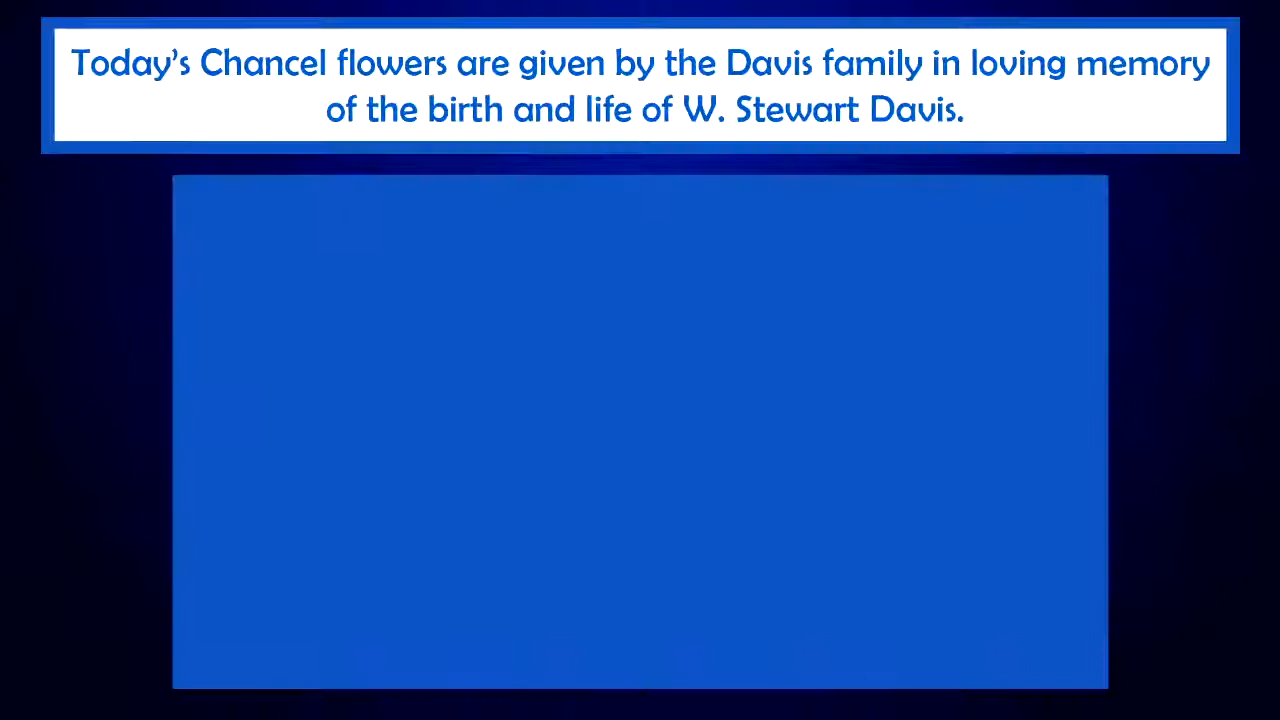 Today’s Chancel flowers are given by the Davis family in loving memory
of the birth and life of W. Stewart Davis.